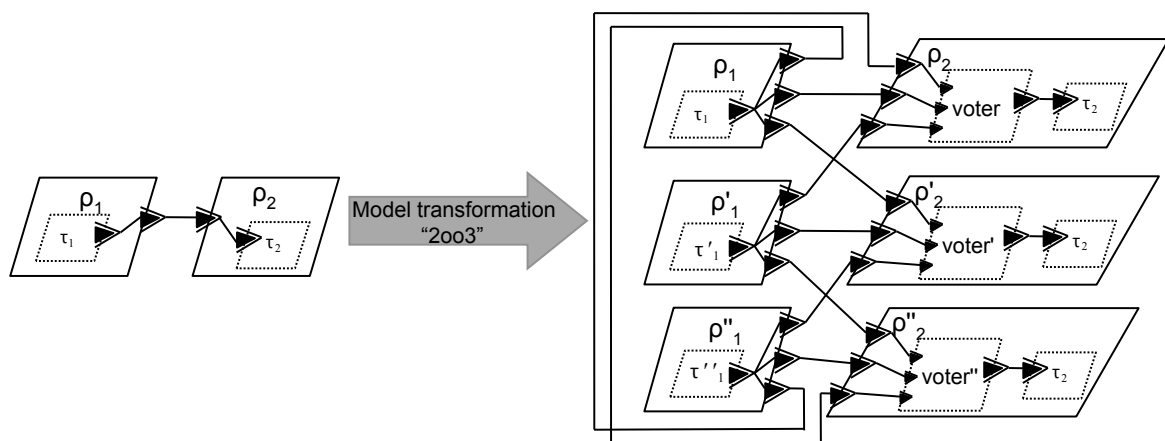 ρ1
τ1
ρ2
τ2
Model transformation
“2oo3”
ρ1
τ1
ρ2
voter
τ2
ρ'1
τ'1
ρ'2
voter'
τ2
ρ''1
τ''1
ρ''2
voter''
τ2